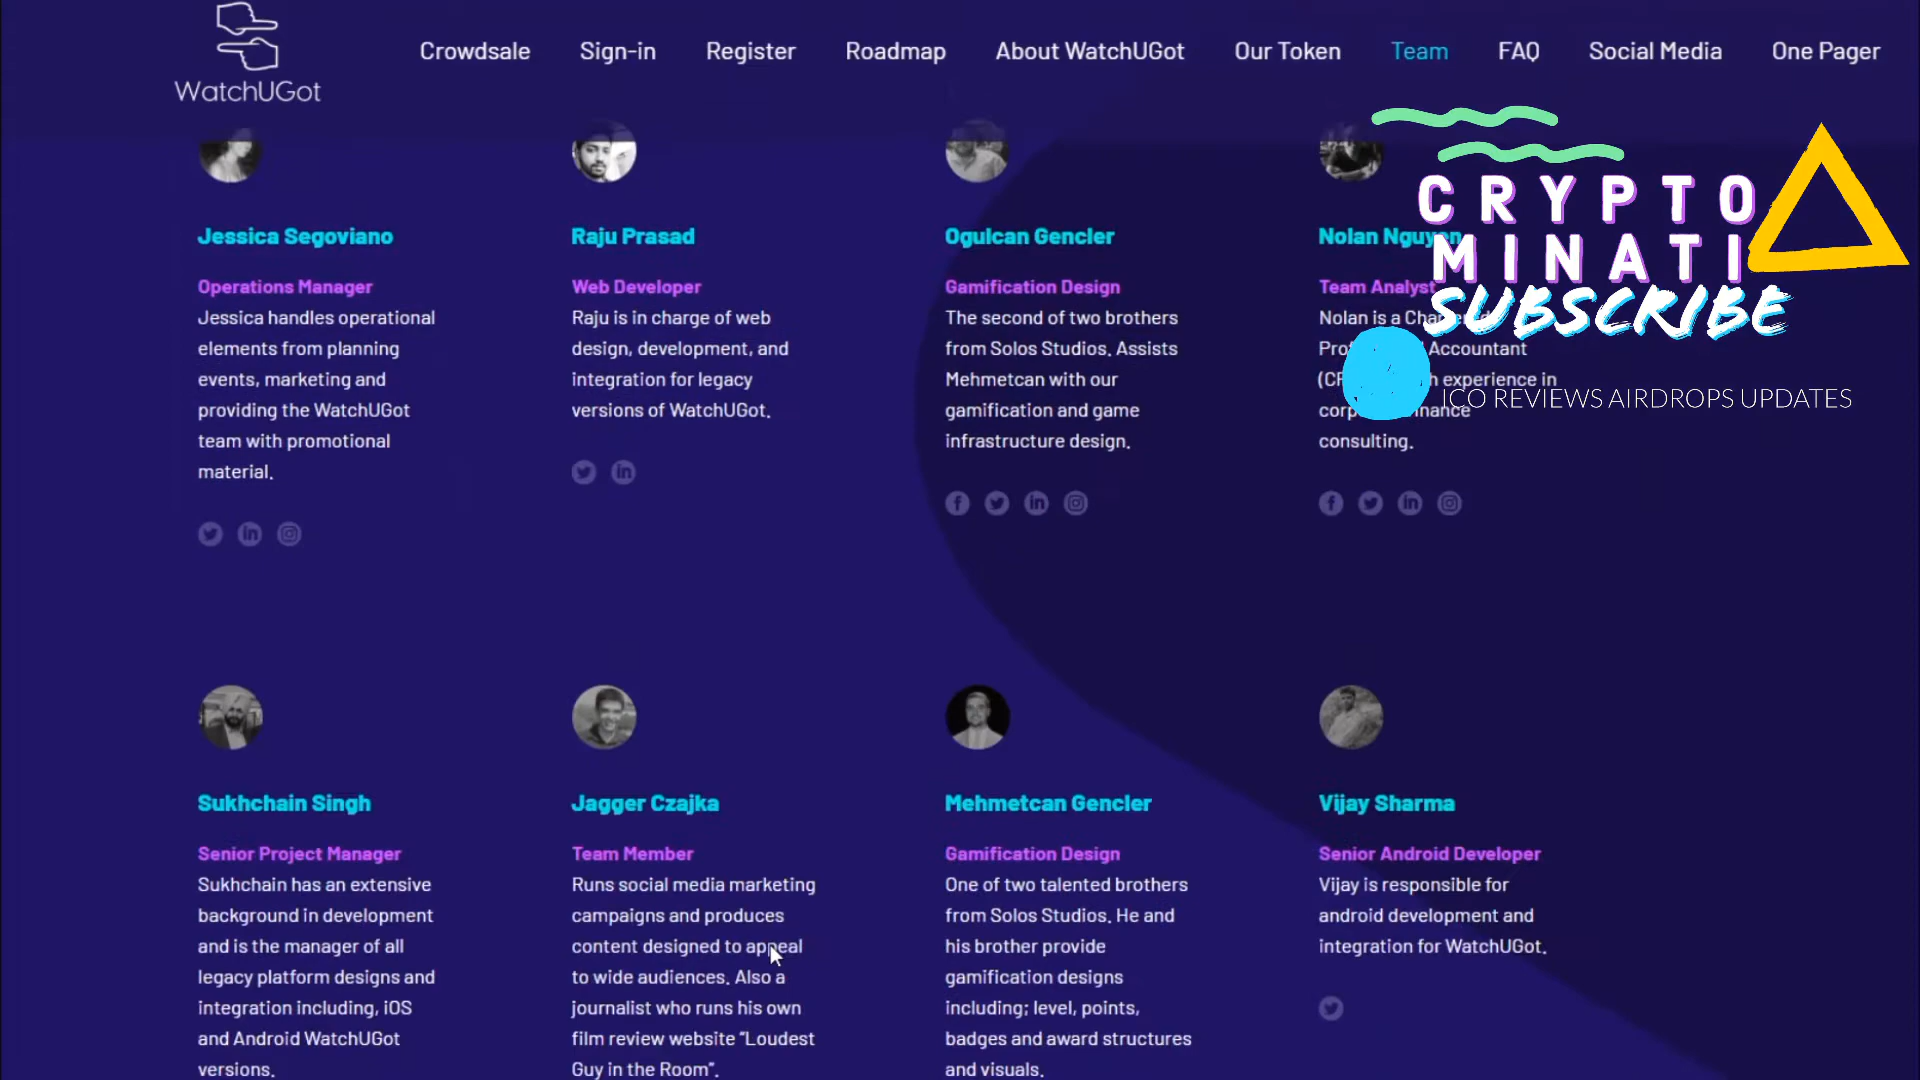 WatchUGot
Crowdsale
Sign-in
Register
Roadmap
About WatchUGot
Our Token
Team
FAQ
Social Media
One Pager
CRYPTO
MINATI
SUBSCRIBE
ICO REVIEWS AIRDROPS UPDATES
Jessica Segoviano
Operations Manager
Jessica handles operational
elements from planning
events, marketing and
providing the WatchUGot
team with promotional
material.
Raju Prasad
Web Developer
Raju is in charge of web
design, development, and
integration for legacy
versions of WatchUGot.
Ogulcan Gencler
Gamification Design
The second of two brothers
from Solos Studios. Assists
Mehmetcan with our
gamification and game
infrastructure design.
Nolan Nguyen
Team Analyst
Nolan is a
Accountant
experience in
consulting.
Sukhchain Singh
Senior Project Manager
Sukhchain has an extensive
background in development
and is the manager of all
legacy platform designs and
integration including, iOS
and Android WatchUGot
versions.
Jagger Czajka
Team Member
Runs social media marketing
campaigns and produces
content designed to appeal
to wide audiences. Also a
journalist who runs his own
film review website "Loudest
Guy in the Room".
Mehmetcan Gencler
Gamification Design
One of two talented brothers
from Solos Studios. He and
his brother provide
gamification designs
including; level, points,
badges and award structures
and visuals.
Vijay Sharma
Senior Android Developer
Vijay is responsible for
android development and
integration for WatchUGot.